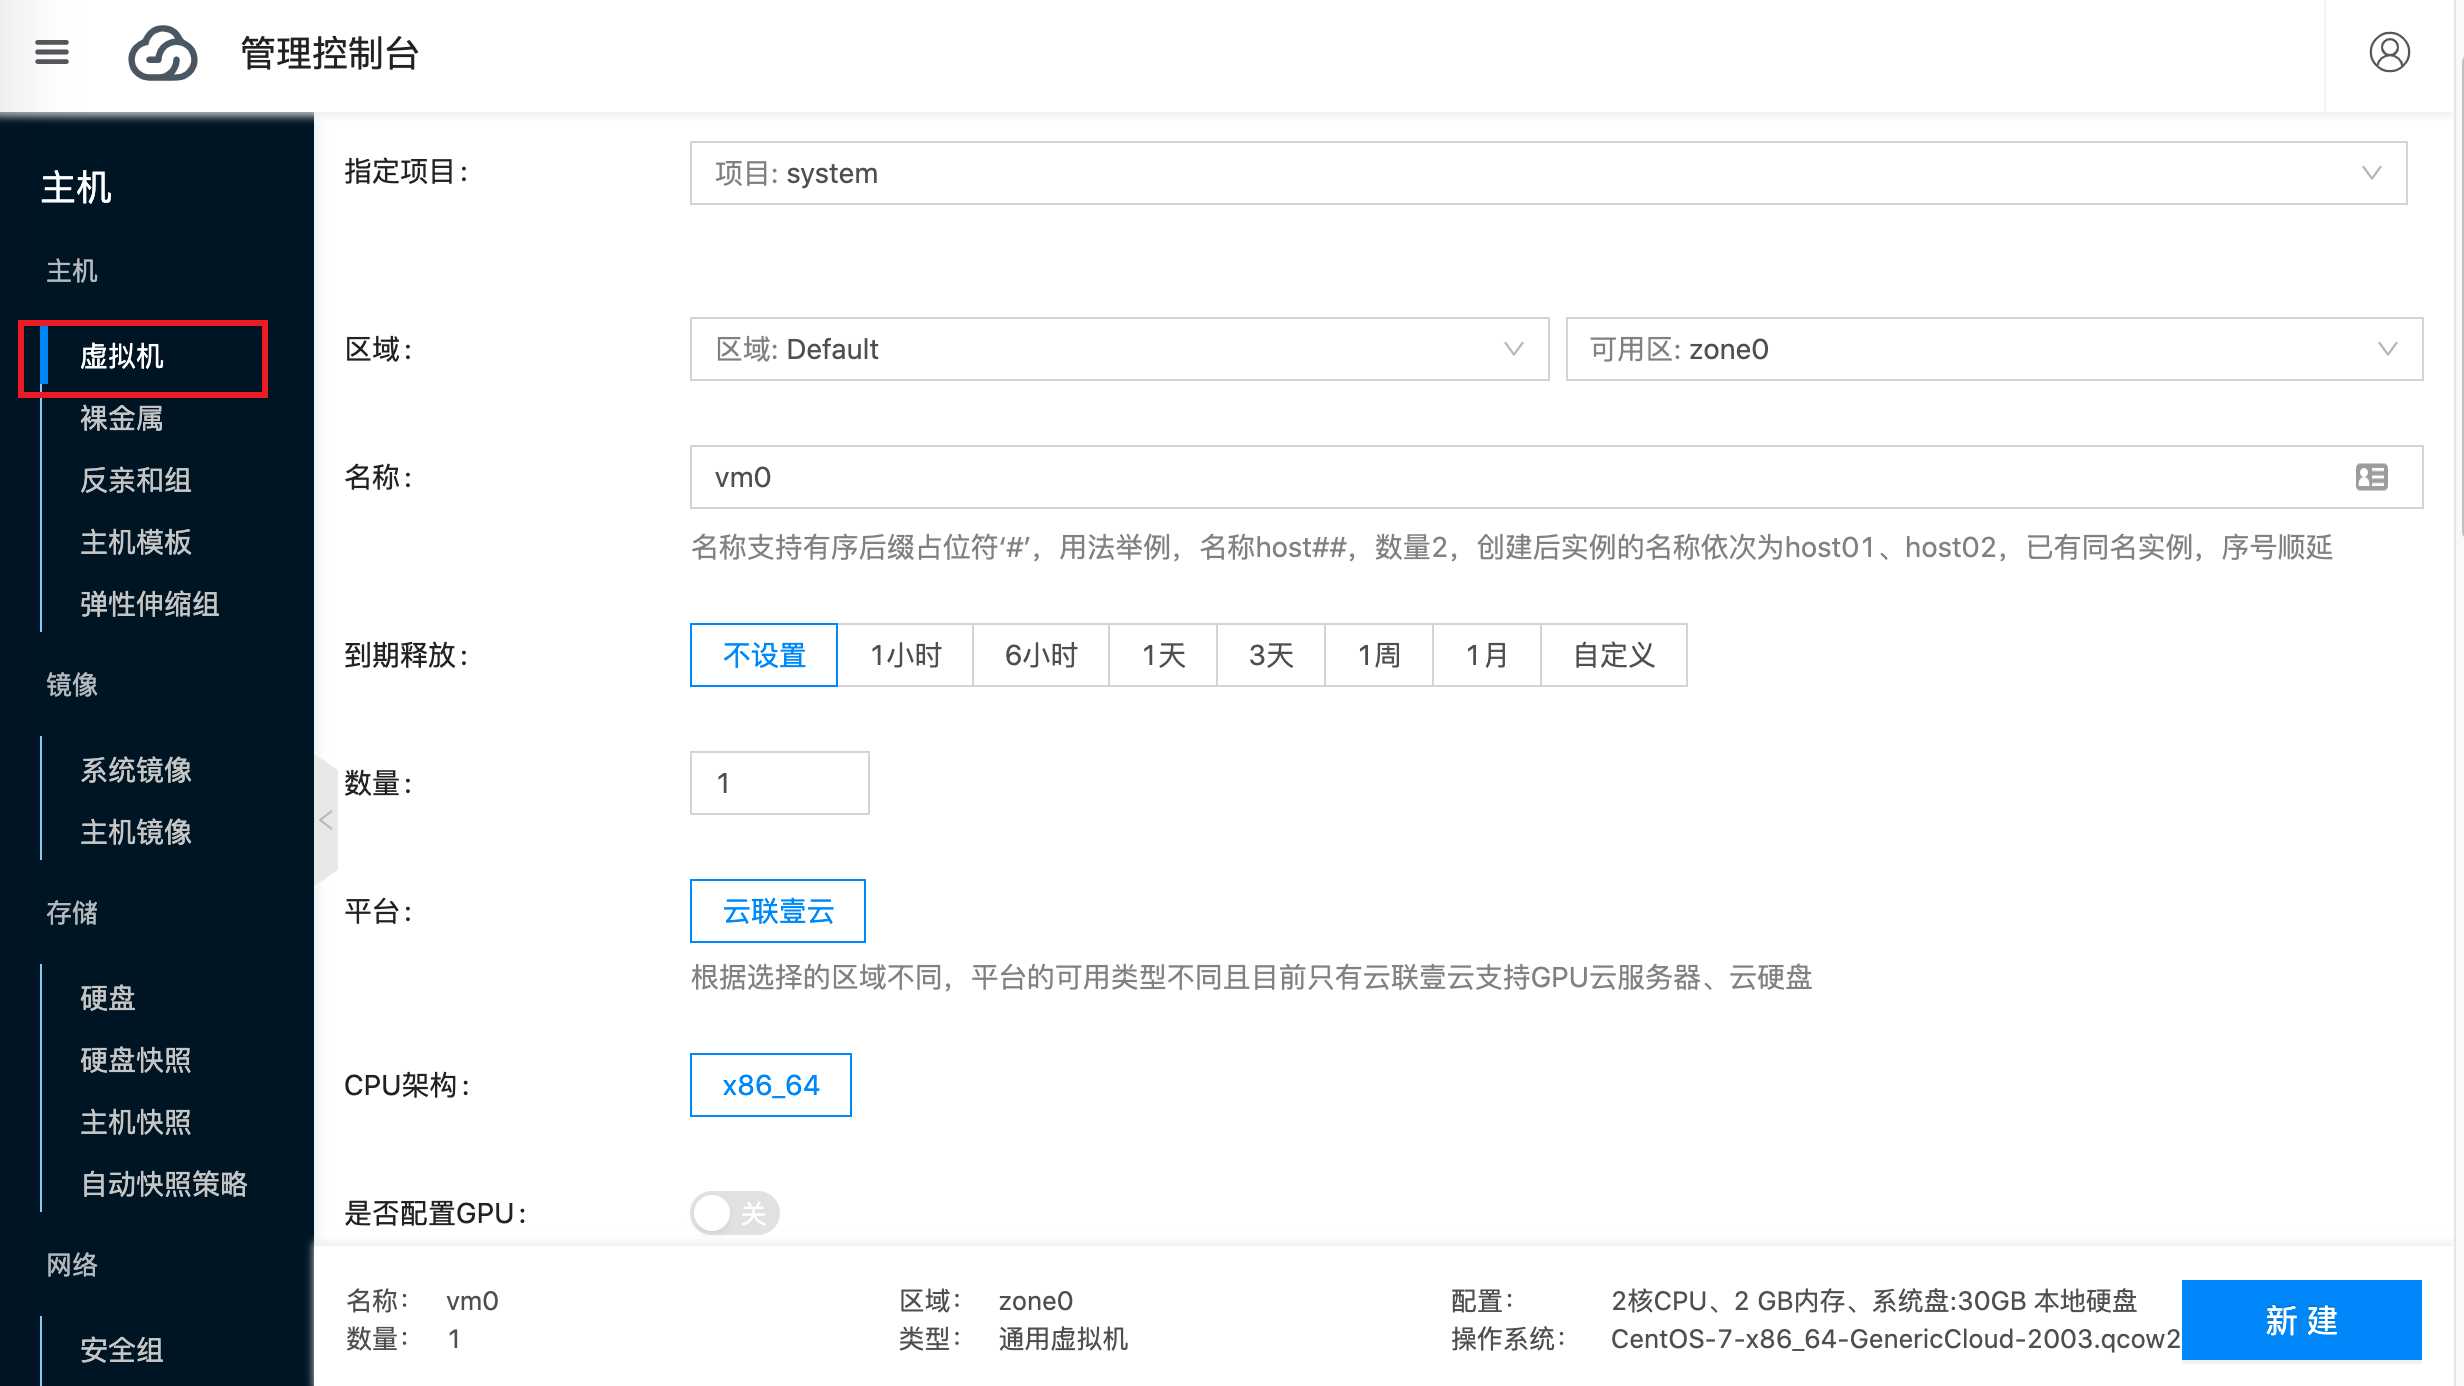 管理控制台
主机
主机
虚拟机
裸金属
反亲和组
主机模板
弹性伸缩组
镜像
系统镜像
主机镜像
存储
硬盘
硬盘快照
主机快照
自动快照策略
网络
安全组
指定项目:
项目: system
区域:
区域: Default
可用区: zone0
名称:
vm0
名称支持有序后缀占位符‘#’，用法举例，名称host##，数量2，创建后实例的名称依次为host01、host02，已有同名实例，序号顺延
到期释放:
不设置 1小时 6小时 1天 3天 1周 1月 自定义
数量:
1
平台:
云联壹云
根据选择的区域不同，平台的可用类型不同且目前只有云联壹云支持GPU云服务器、云硬盘
CPU架构:
x86_64
是否配置GPU:
关
名称: vm0
数量: 1
区域: zone0
类型: 通用虚拟机
配置: 2核CPU、2 GB内存、系统盘:30GB 本地硬盘
操作系统: CentOS-7-x86_64-GenericCloud-2003.qcow2
新 建